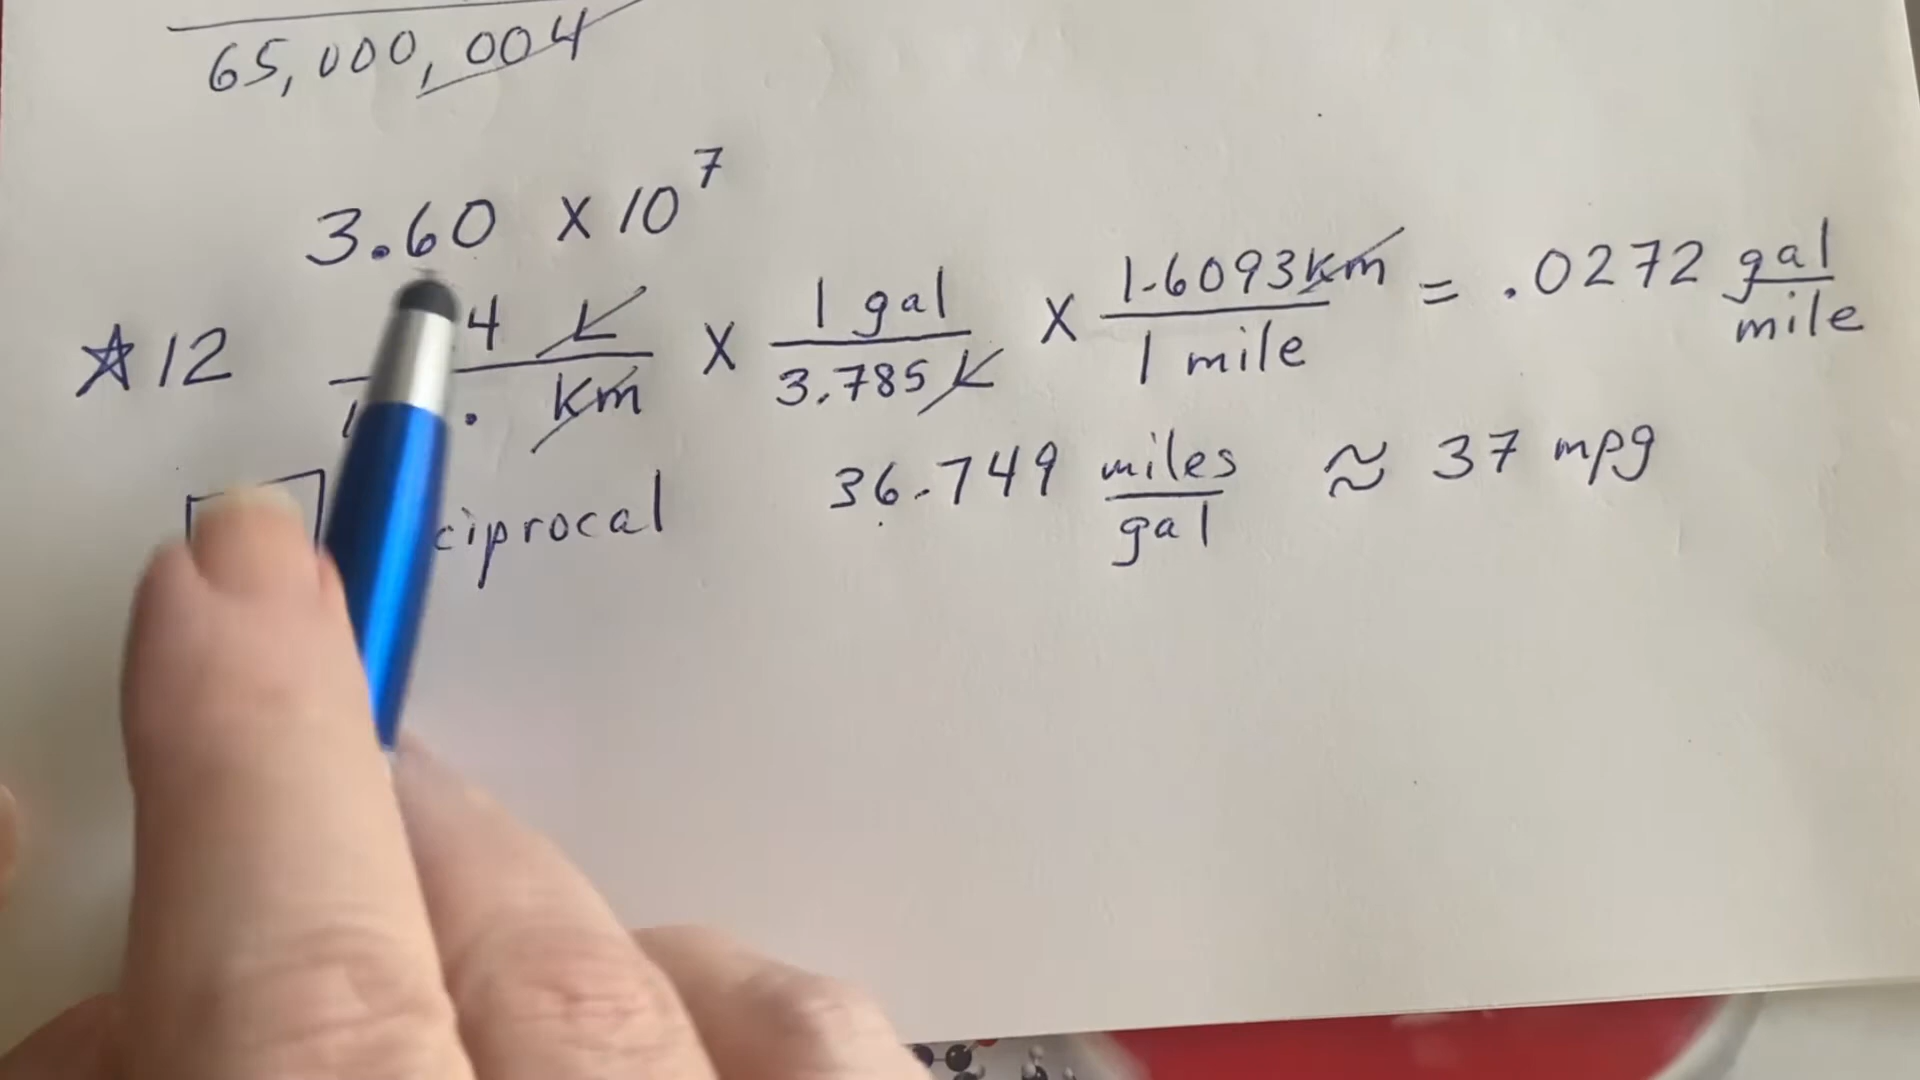 65,000,004
3.60 x 10⁷
☆12 4 L / km x 1 gal / 3.785 L x 1.6093 km / 1 mile = .0272 gal / mile
36.749 miles / gal ≈ 37 mpg